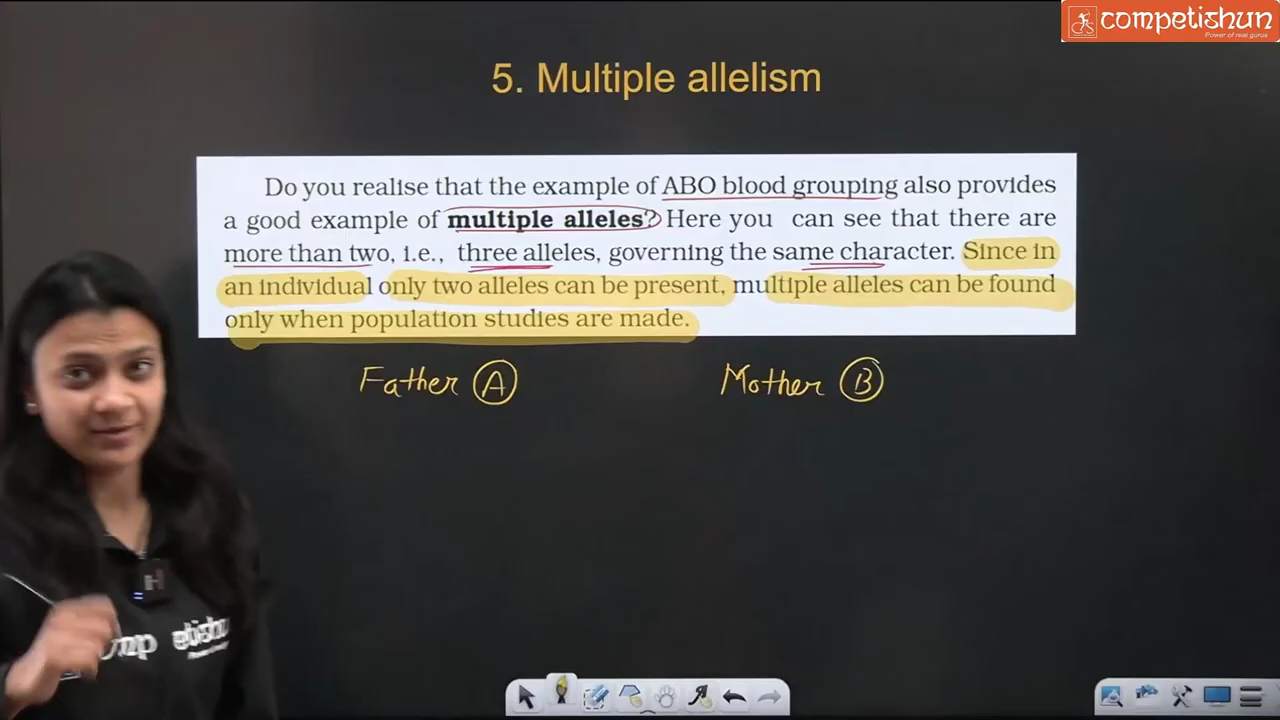 competishun
Power of real gurus
5. Multiple allelism
Do you realise that the example of ABO blood grouping also provides
a good example of multiple alleles? Here you can see that there are
more than two, i.e., three alleles, governing the same character. Since in
an individual only two alleles can be present, multiple alleles can be found
only when population studies are made.
Father A Mother B
H